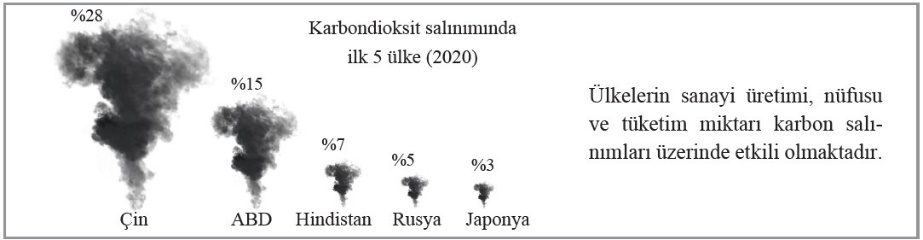 %28
Karbondioksit salınımında
ilk 5 ülke (2020)
%15
%7
%5
%3
Çin
ABD
Hindistan
Rusya
Japonya
Ülkelerin sanayi üretimi, nüfusu
ve tüketim miktarı karbon salı-
nımları üzerinde etkili olmaktadır.